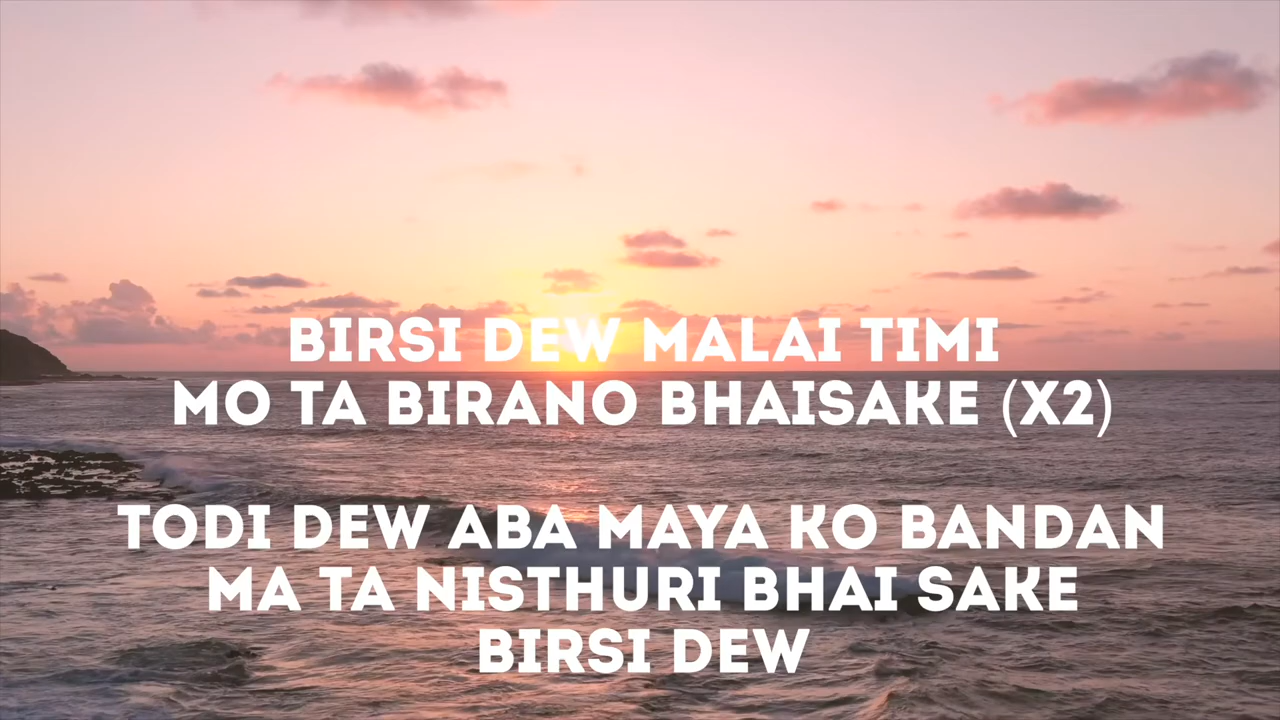 BIRSI DEW MALAI TIMI
MO TA BIRANO BHAISAKE (X2)
TODI DEW ABA MAYA KO BANDAN
MA TA NISTHURI BHAI SAKE
BIRSI DEW